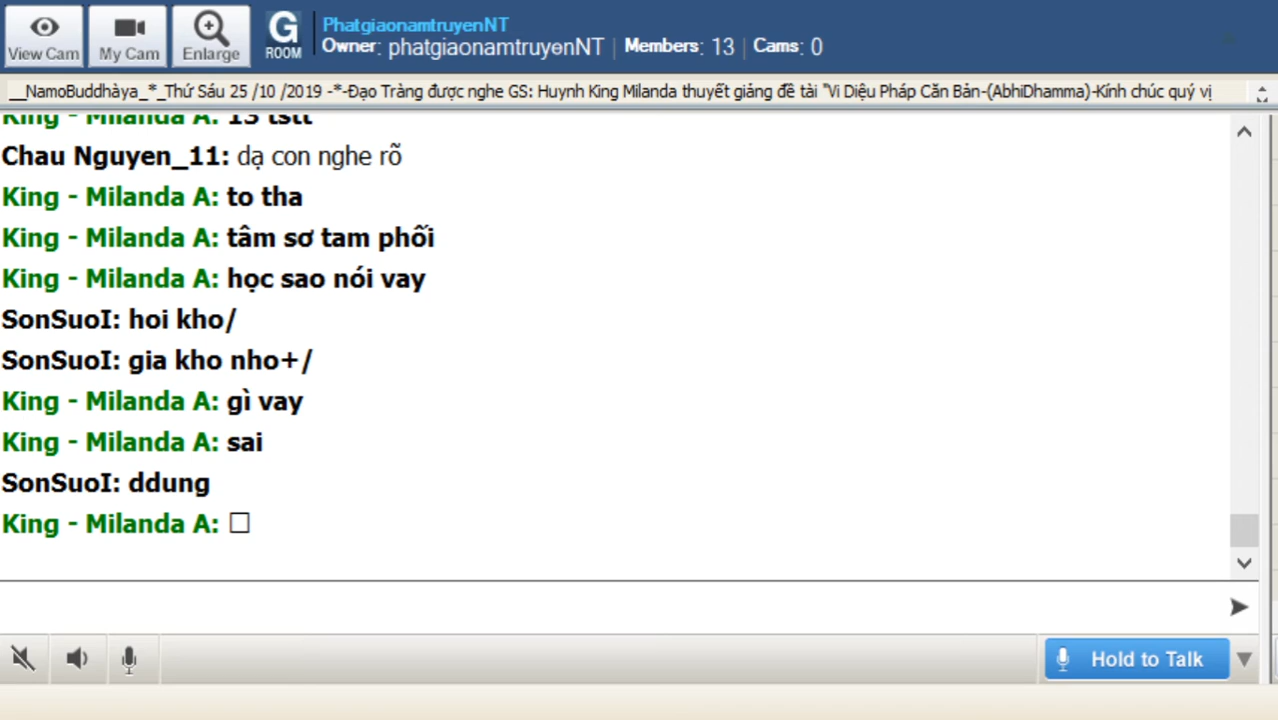 PhatgiaonamtruyenNT
View Cam
My Cam
Enlarge
G
ROOM
Owner: phatgiaonamtruyenNT | Members: 13 | Cams: 0
__NamoBuddhàya_*_Thứ Sáu 25 /10 /2019 -*-Đạo Tràng được nghe GS: Huynh King Milanda thuyết giảng đề tài "Vi Diệu Pháp Căn Bản-(AbhiDhamma)-Kính chúc quý vị
King - Milanda A: 13 tstt
Chau Nguyen_11: dạ con nghe rõ
King - Milanda A: to tha
King - Milanda A: tâm sơ tam phối
King - Milanda A: học sao nói vay
SonSuoI: hoi kho/
SonSuoI: gia kho nho+/
King - Milanda A: gì vay
King - Milanda A: sai
SonSuoI: ddung
King - Milanda A: □
Hold to Talk